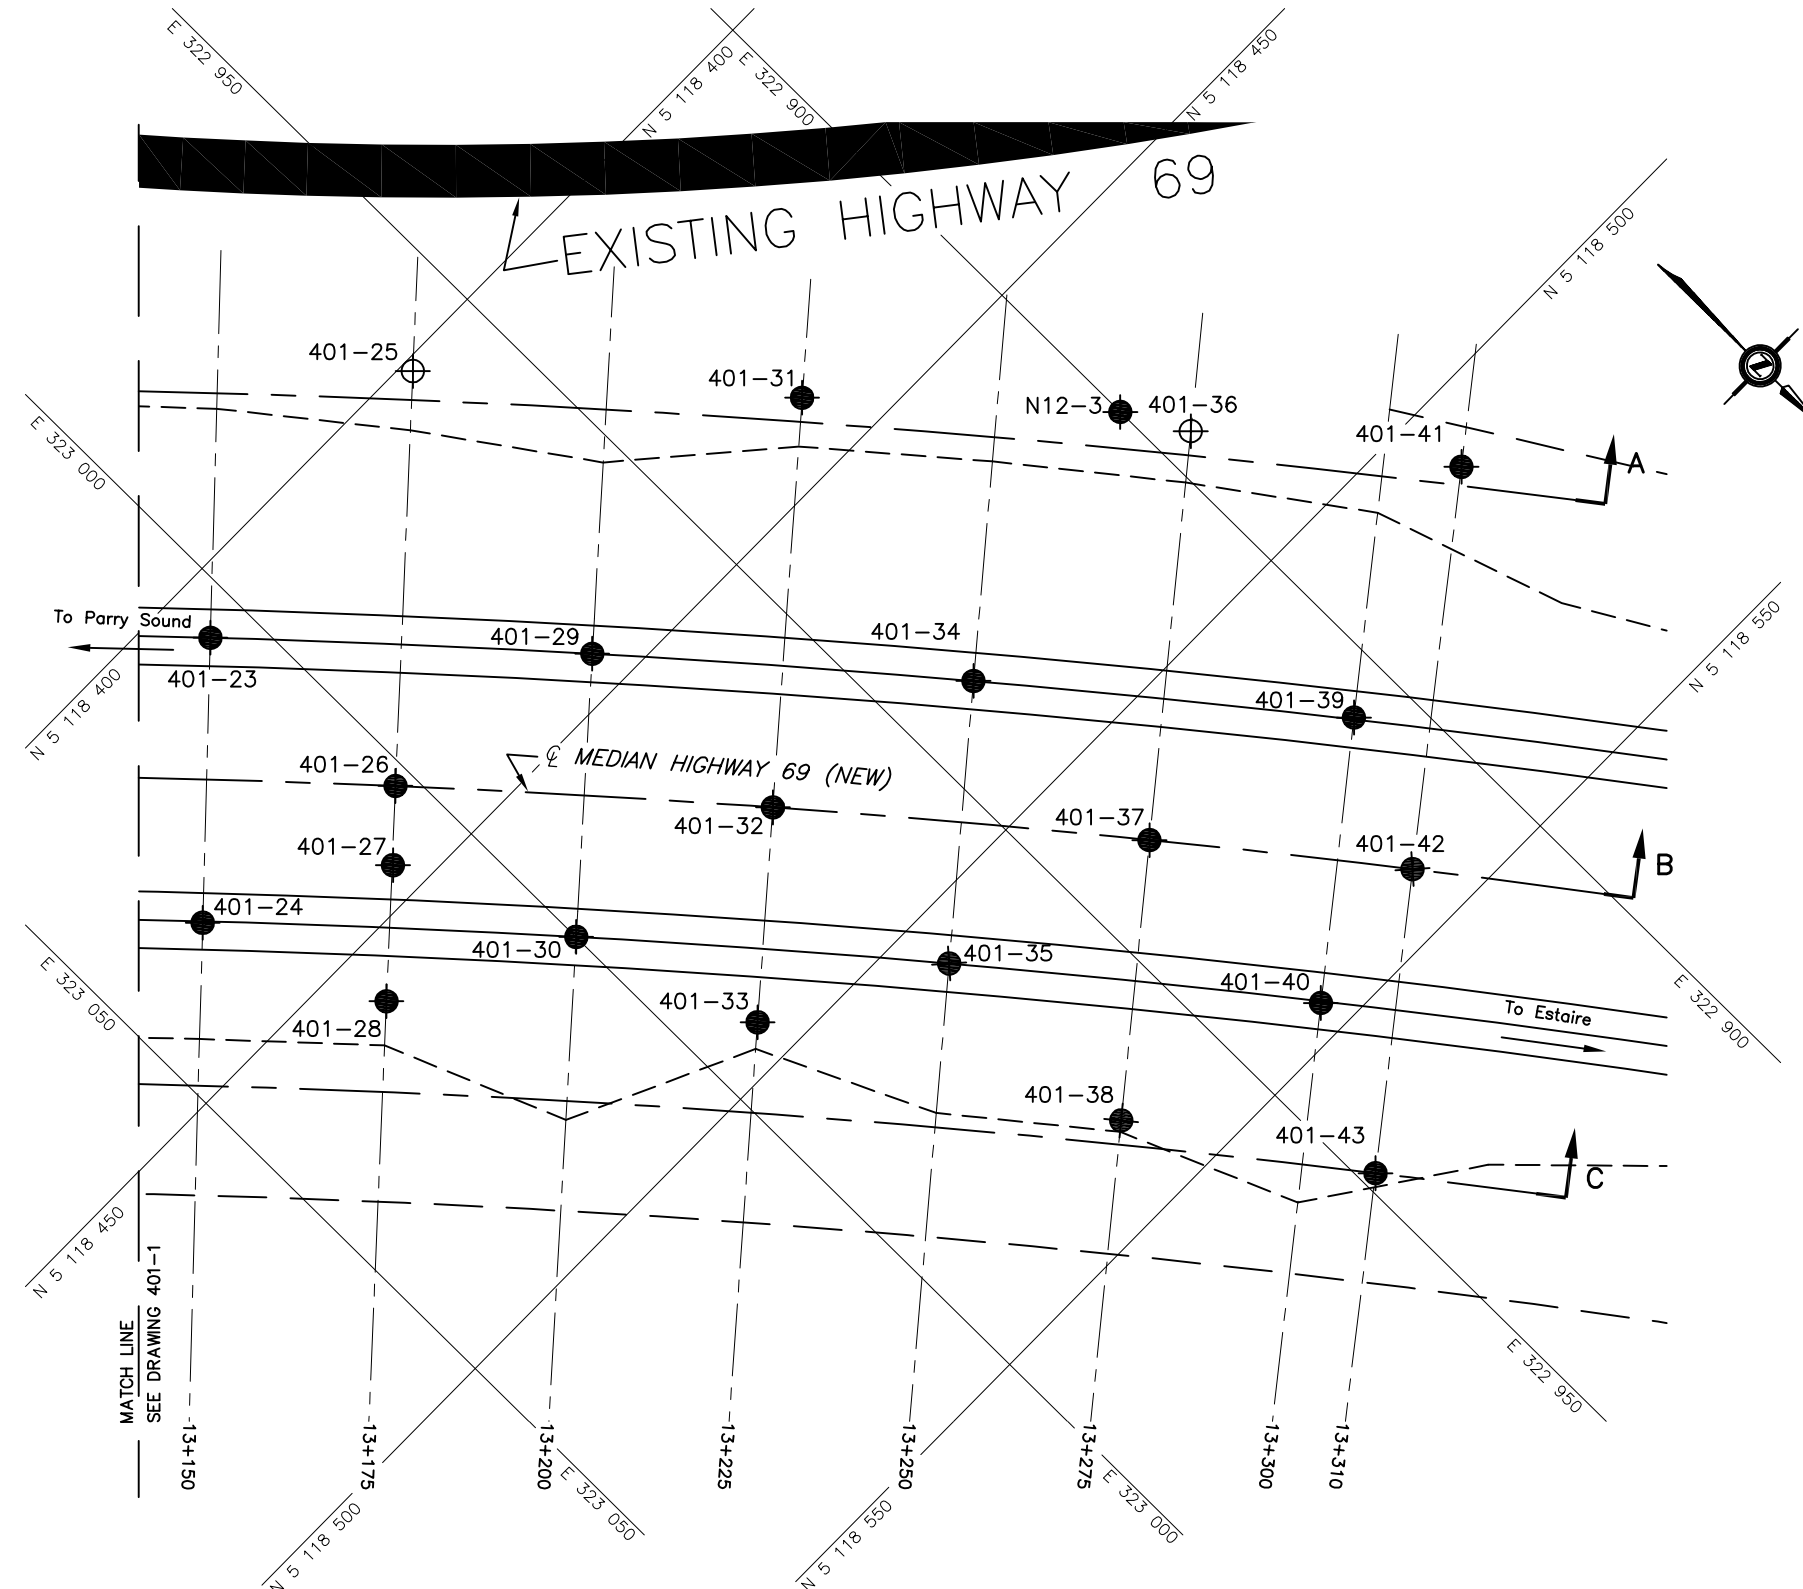 E 322 950
N 5 118 400
E 322 900
N 5 118 450
EXISTING HIGHWAY 69
N 5 118 500
401-25
401-31
N12-3
401-36
401-41
A
E 323 000
N 5 118 550
To Parry Sound
401-23
401-29
401-34
401-39
N 5 118 400
℄ MEDIAN HIGHWAY 69 (NEW)
401-26
401-32
401-37
401-42
401-27
B
401-24
401-30
401-35
401-40
To Estaire
E 323 050
401-28
401-33
E 322 900
401-38
401-43
C
N 5 118 450
MATCH LINE
SEE DRAWING 401-1
E 322 950
13+150
13+175
13+200
13+225
13+250
13+275
13+300
13+310
N 5 118 500
E 323 050
N 5 118 550
E 323 000